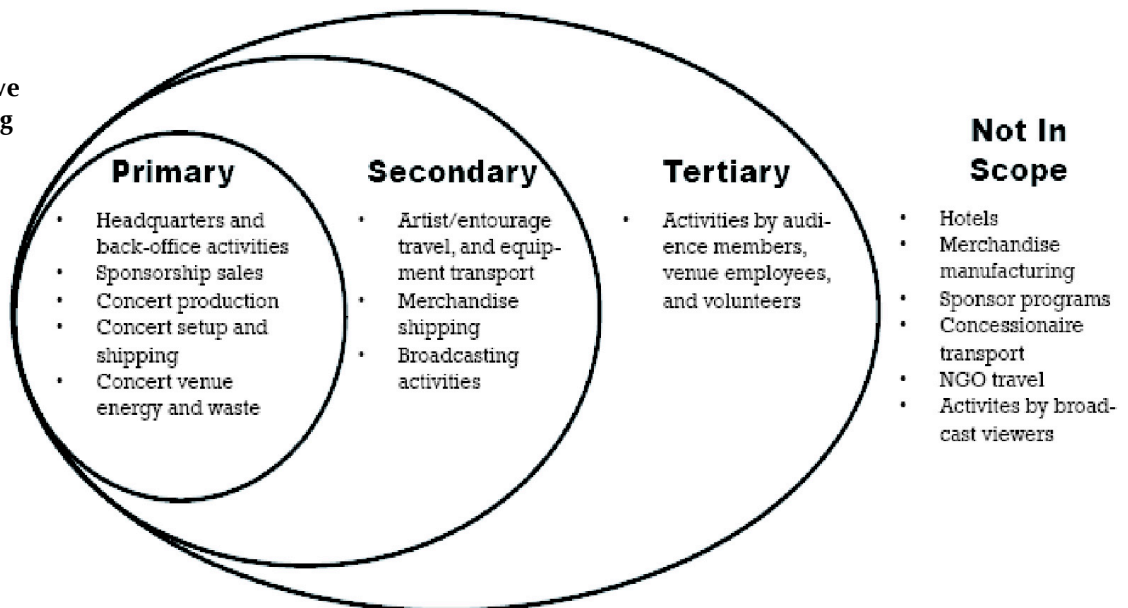 ve
g
Primary
• Headquarters and
back-office activities
• Sponsorship sales
• Concert production
• Concert setup and
shipping
• Concert venue
energy and waste
Secondary
• Artist/entourage
travel, and equip-
ment transport
• Merchandise
shipping
• Broadcasting
activities
Tertiary
• Activities by audi-
ence members,
venue employees,
and volunteers
Not In
Scope
• Hotels
• Merchandise
manufacturing
• Sponsor programs
• Concessionaire
transport
• NGO travel
• Activites by broad-
cast viewers